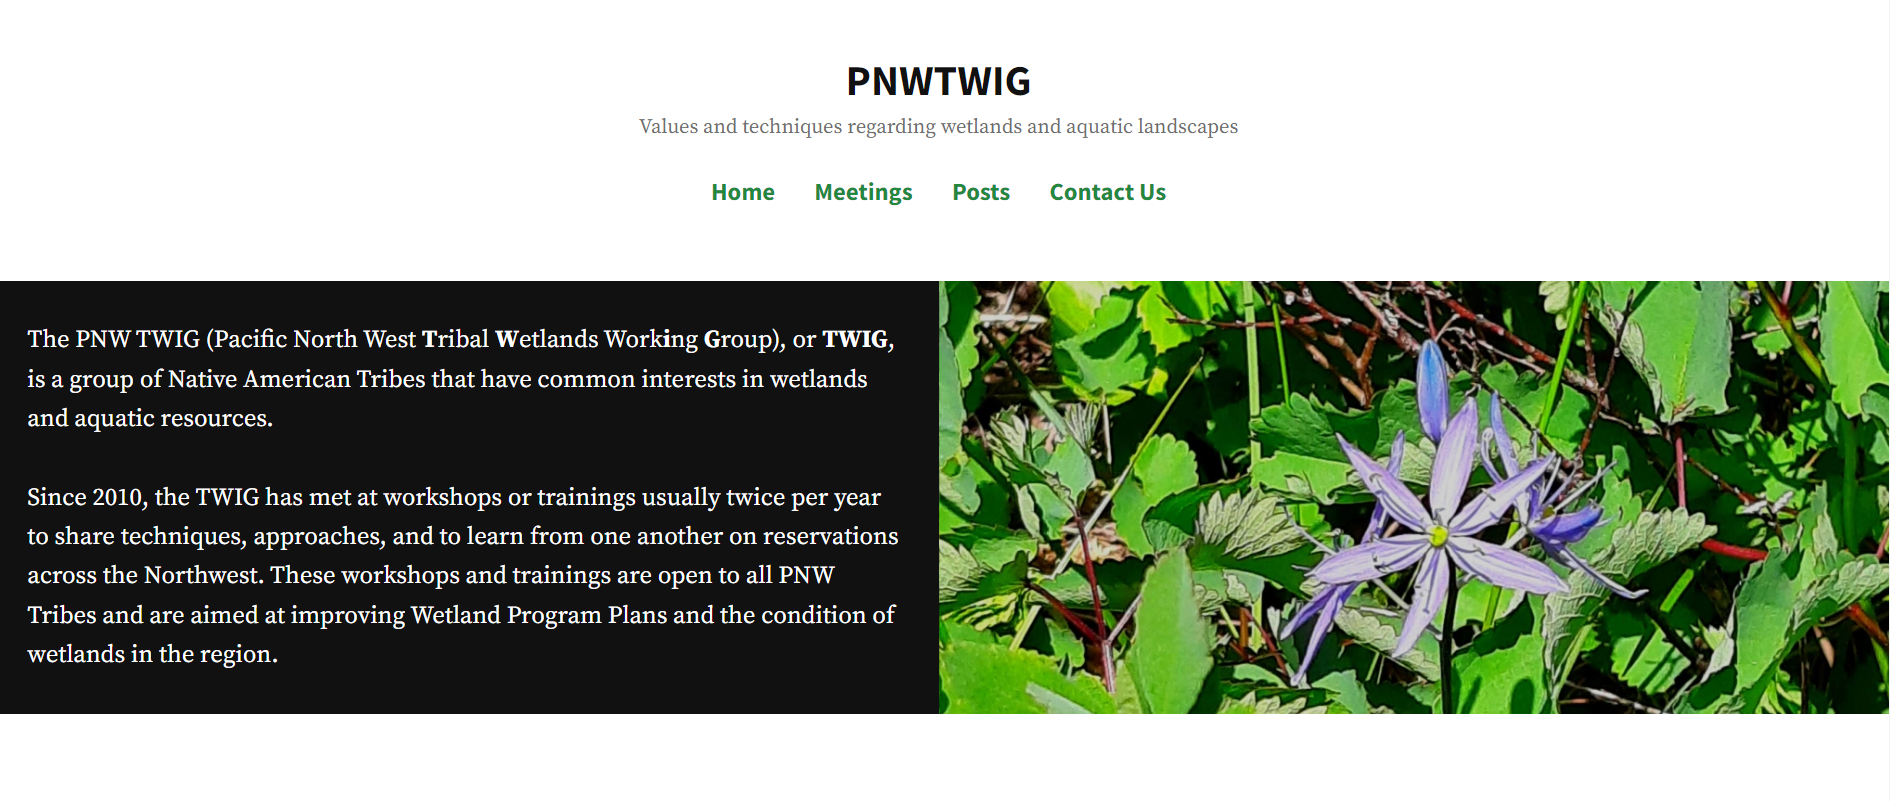 PNWTWIG
Values and techniques regarding wetlands and aquatic landscapes
Home Meetings Posts Contact Us
The PNW TWIG (Pacific North West Tribal Wetlands Working Group), or TWIG,
is a group of Native American Tribes that have common interests in wetlands
and aquatic resources.
Since 2010, the TWIG has met at workshops or trainings usually twice per year
to share techniques, approaches, and to learn from one another on reservations
across the Northwest. These workshops and trainings are open to all PNW
Tribes and are aimed at improving Wetland Program Plans and the condition of
wetlands in the region.